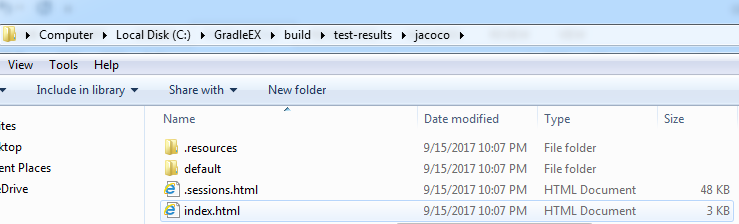 Computer Local Disk (C:) GradleEX build test-results jacoco
View Tools Help
Include in library Share with New folder
Name Date modified Type Size
.resources 9/15/2017 10:07 PM File folder
default 9/15/2017 10:07 PM File folder
.sessions.html 9/15/2017 10:07 PM HTML Document 48 KB
index.html 9/15/2017 10:07 PM HTML Document 3 KB
ites
ktop
ent Places
eDrive